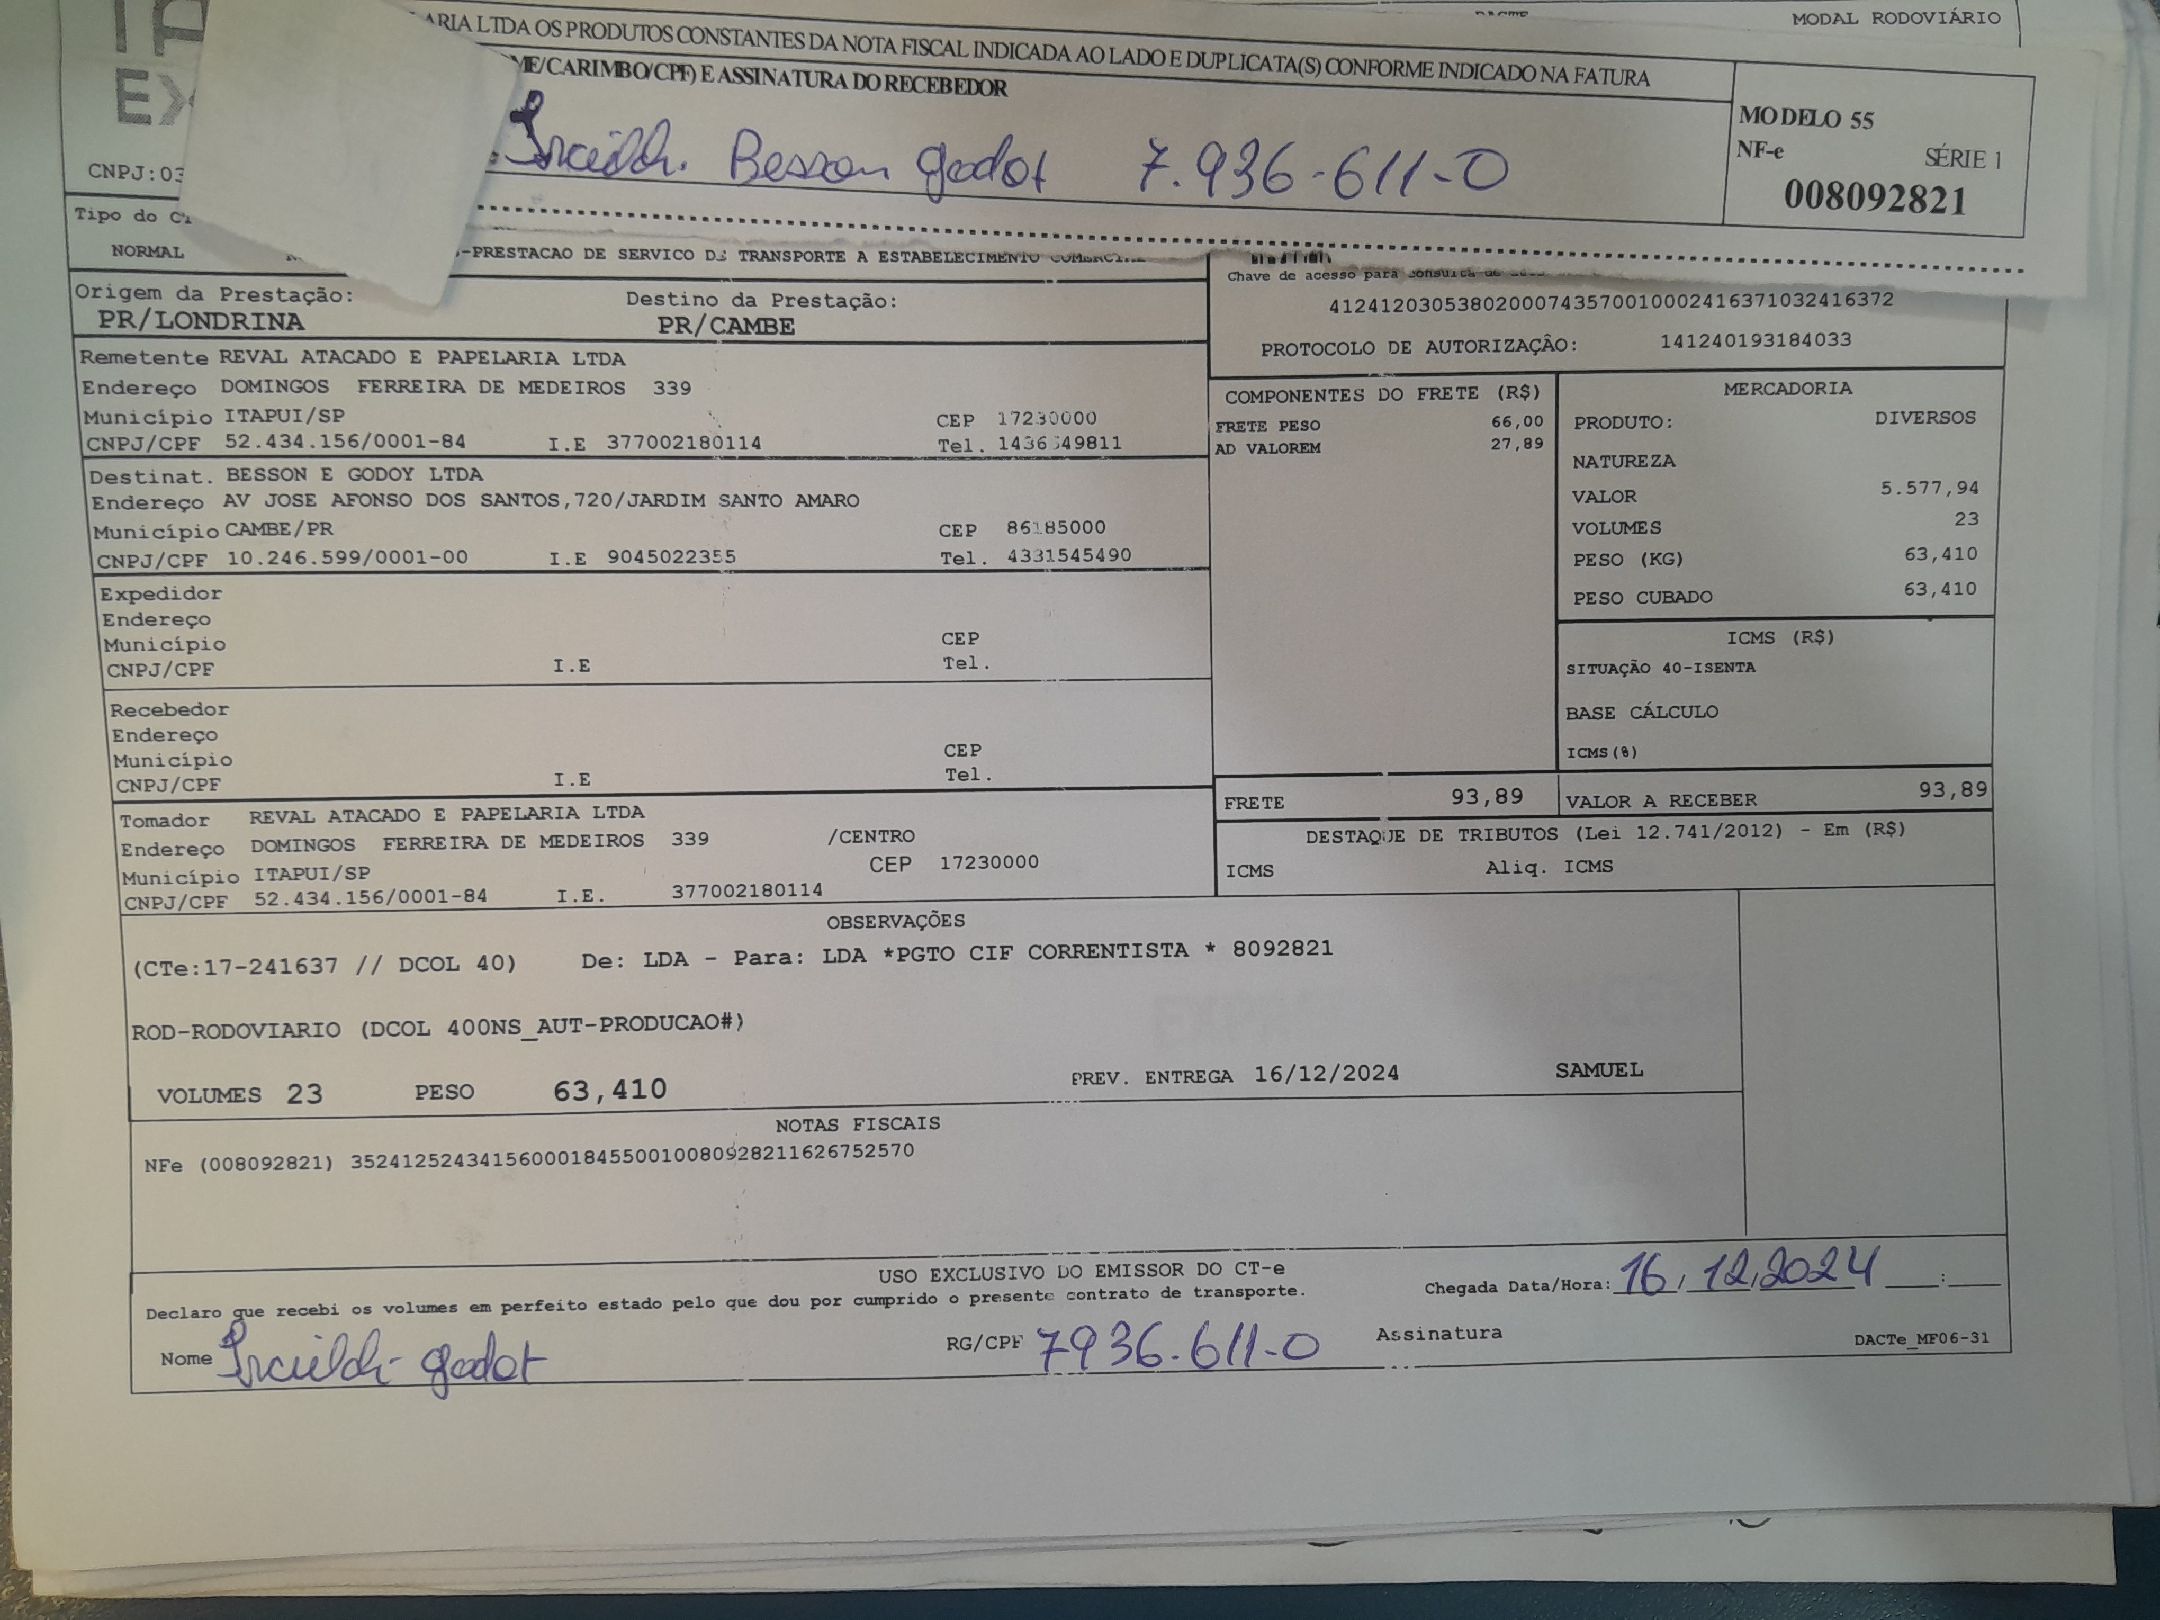 MODAL RODOVIÁRIO
ARIA LTDA OS PRODUTOS CONSTANTES DA NOTA FISCAL INDICADA AO LADO E DUPLICATA(S) CONFORME INDICADO NA FATURA
ME/CARIMBO/CPF) E ASSINATURA DO RECEBEDOR
Besson godot 7.936-611-0
MODELO 55
NF-e SÉRIE 1
008092821
EX
CNPJ:03
Tipo do C
NORMAL
-PRESTACAO DE SERVICO DE TRANSPORTE A ESTABELECIMENTO COMERCIAL
Chave de acesso para consulta de
41241203053802000743570010002416371032416372
PROTOCOLO DE AUTORIZAÇÃO: 141240193184033
Origem da Prestação: Destino da Prestação:
PR/LONDRINA PR/CAMBE
Remetente REVAL ATACADO E PAPELARIA LTDA
Endereço DOMINGOS FERREIRA DE MEDEIROS 339
Município ITAPUI/SP CEP 17230000
CNPJ/CPF 52.434.156/0001-84 I.E 377002180114 Tel. 1436549811
Destinat. BESSON E GODOY LTDA
Endereço AV JOSE AFONSO DOS SANTOS,720/JARDIM SANTO AMARO
Município CAMBE/PR CEP 86185000
CNPJ/CPF 10.246.599/0001-00 I.E 9045022355 Tel. 4331545490
Expedidor
Endereço
Município CEP
CNPJ/CPF I.E Tel.
Recebedor
Endereço
Município CEP
CNPJ/CPF I.E Tel.
Tomador REVAL ATACADO E PAPELARIA LTDA
Endereço DOMINGOS FERREIRA DE MEDEIROS 339 /CENTRO
Município ITAPUI/SP CEP 17230000
CNPJ/CPF 52.434.156/0001-84 I.E. 377002180114
COMPONENTES DO FRETE (R$)
FRETE PESO 66,00
AD VALOREM 27,89
MERCADORIA
PRODUTO: DIVERSOS
NATUREZA
VALOR 5.577,94
VOLUMES 23
PESO (KG) 63,410
PESO CUBADO 63,410
ICMS (R$)
SITUAÇÃO 40-ISENTA
BASE CÁLCULO
ICMS(%)
FRETE 93,89 VALOR A RECEBER 93,89
DESTAQUE DE TRIBUTOS (Lei 12.741/2012) - Em (R$)
ICMS Aliq. ICMS
OBSERVAÇÕES
(CTe:17-241637 // DCOL 40) De: LDA - Para: LDA *PGTO CIF CORRENTISTA * 8092821
ROD-RODOVIARIO (DCOL 400NS_AUT-PRODUCAO#)
VOLUMES 23 PESO 63,410 PREV. ENTREGA 16/12/2024 SAMUEL
NOTAS FISCAIS
NFe (008092821) 35241252434156000184550010080928211626752570
USO EXCLUSIVO DO EMISSOR DO CT-e
Declaro que recebi os volumes em perfeito estado pelo que dou por cumprido o presente contrato de transporte. Chegada Data/Hora: 16/12/2024 __:__
Nome godot RG/CPF 7936.611-0 Assinatura DACTe_MF06-31